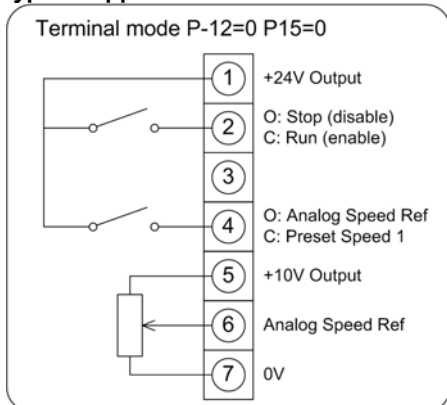 Terminal mode P-12=0 P15=0
1 +24V Output
2 O: Stop (disable)
C: Run (enable)
3
4 O: Analog Speed Ref
C: Preset Speed 1
5 +10V Output
6 Analog Speed Ref
7 0V